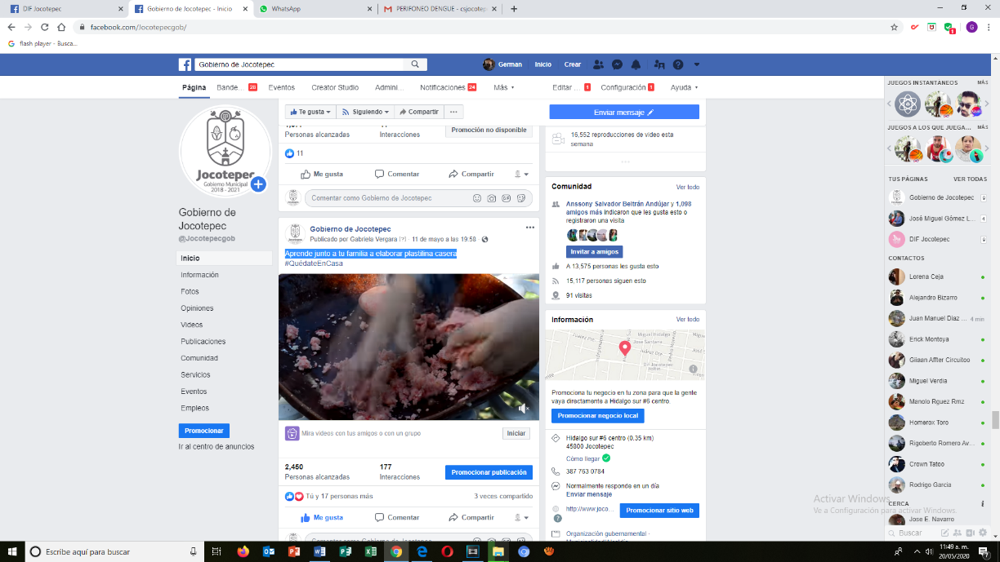 DIF Jocotepec
Gobierno de Jocotepec - Inicio
WhatsApp
PERIFONEO DENGUE - csjocotep
facebook.com/Jocotepecgob/
flash player - Busca...
Gobierno de Jocotepec
German
Inicio
Crear
Página
Bande... 28
Eventos
Creator Studio
Admini...
Notificaciones 24
Más
Editar ... 1
Configuración 1
Ayuda
Jocotepec
Gobierno Municipal
2018 - 2021
Gobierno de
Jocotepec
@Jocotepecgob
Inicio
Información
Fotos
Opiniones
Videos
Publicaciones
Comunidad
Servicios
Eventos
Empleos
Promocionar
Ir al centro de anuncios
Te gusta
Siguiendo
Compartir
Enviar mensaje
Personas alcanzadas
Interacciones
Promoción no disponible
11
Me gusta
Comentar
Compartir
Comentar como Gobierno de Jocotepec
Gobierno de Jocotepec
Publicado por Gabriela Vergara [?] · 11 de mayo a las 19:58 ·
Aprende junto a tu familia a elaborar plastilina casera
#QuédateEnCasa
Mira videos con tus amigos o con un grupo
Iniciar
2,450
Personas alcanzadas
177
Interacciones
Promocionar publicación
Tú y 17 personas más
3 veces compartido
Me gusta
Comentar
Compartir
16,552 reproducciones de video esta
semana
Comunidad
Ver todo
Anssony Salvador Beltrán Andújar y 1,098
amigos más indicaron que les gusta esto o
registraron una visita
Invitar a amigos
A 13,575 personas les gusta esto
15,117 personas siguen esto
91 visitas
Información
Ver todo
Promociona tu negocio en tu zona para que la gente
vaya directamente a Hidalgo sur #6 centro.
Promocionar negocio local
Hidalgo sur #6 centro (0.35 km)
45800 Jocotepec
Cómo llegar
387 763 0784
Normalmente responde en un día
Enviar mensaje
http://www.joco...
Promocionar sitio web
Organización gubernamental ·
JUEGOS INSTANTÁNEOS
MÁS
JUEGOS A LOS QUE JUEGA...
MÁS
TUS PÁGINAS
VER TODAS
Gobierno de Jocotepec 9
José Miguel Gómez L... 4
DIF Jocotepec 9
CONTACTOS
Lorena Ceja
Alejandro Bizarro
Juan Manuel Díaz ... 4 min
Erick Montoya
Giiaan Affter Circuitoo
Miguel Verdia
Manolo Rguez Rmz
Homerox Toro
Rigoberto Romero Av...
Crown Tatoo
Rodrigo Garcia
CERCA
Jose E. Navarro
Buscar
Activar Windows
Ve a Configuración para activar Windows.
Escribe aquí para buscar
11:49 a. m.
20/05/2020